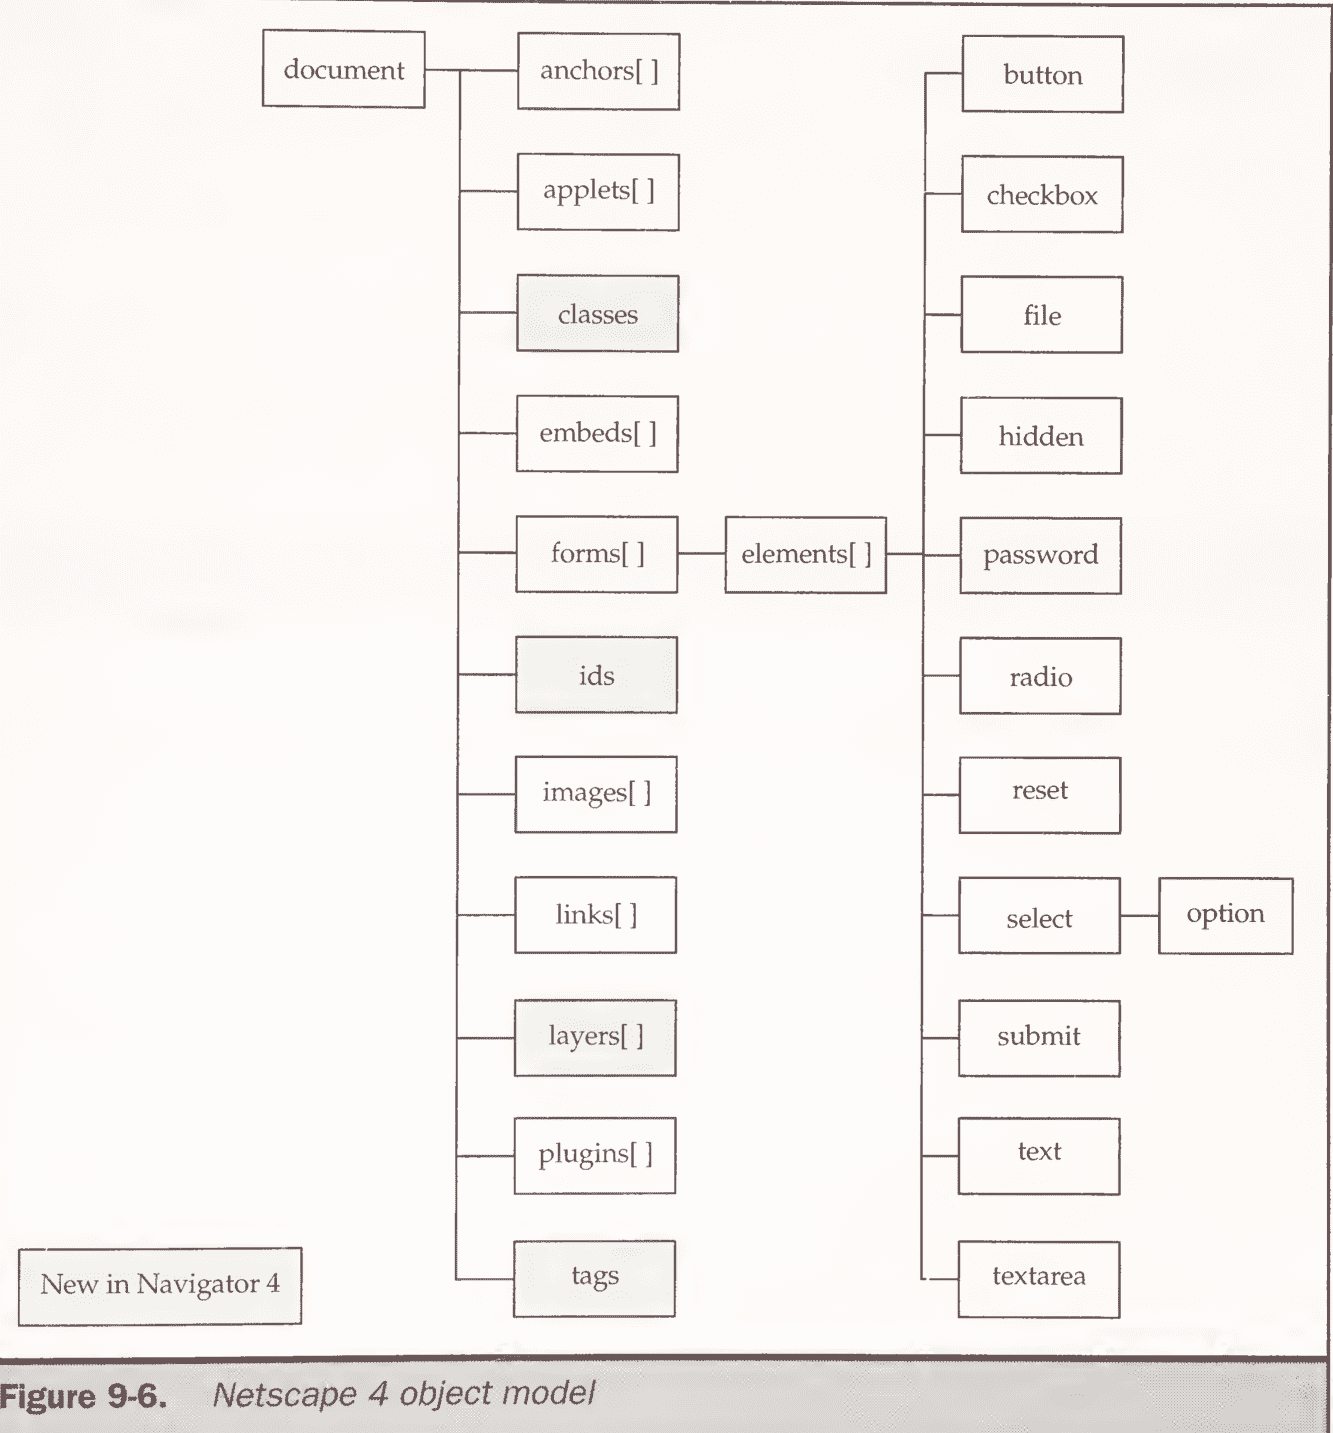 document
anchors[ ]
applets[ ]
classes
embeds[ ]
forms[ ]
ids
images[ ]
links[ ]
layers[ ]
plugins[ ]
tags
elements[ ]
button
checkbox
file
hidden
password
radio
reset
select
option
submit
text
textarea
New in Navigator 4
Figure 9-6. Netscape 4 object model